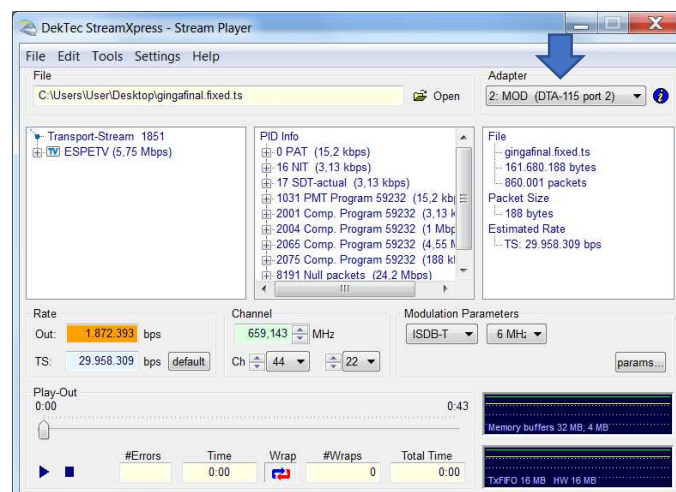 DekTec StreamXpress - Stream Player
File Edit Tools Settings Help
File
C:\Users\User\Desktop\gingafinal.fixed.ts
Open
Adapter
2: MOD (DTA-115 port 2)
Transport-Stream 1851
TV ESPETV (5,75 Mbps)
PID Info
0 PAT (15,2 kbps)
16 NIT (3,13 kbps)
17 SDT-actual (3,13 kbps)
1031 PMT Program 59232 (15,2 kbp
2001 Comp. Program 59232 (3,13 k
2004 Comp. Program 59232 (1 Mbp
2065 Comp. Program 59232 (4,55 M
2075 Comp. Program 59232 (188 kl
8191 Null packets (24,2 Mbps)
File
gingafinal.fixed.ts
161.680.188 bytes
860.001 packets
Packet Size
188 bytes
Estimated Rate
TS: 29.958.309 bps
Rate
Out: 1.872.393 bps
TS: 29.958.309 bps default
Channel
659,143 MHz
Ch 44 22
Modulation Parameters
ISDB-T 6 MHz
params...
Play-Out
0:00 0:43
#Errors Time Wrap #Wraps Total Time
0:00 0 0:00
Memory buffers 32 MB; 4 MB
TxFIFO 16 MB HW 16 MB